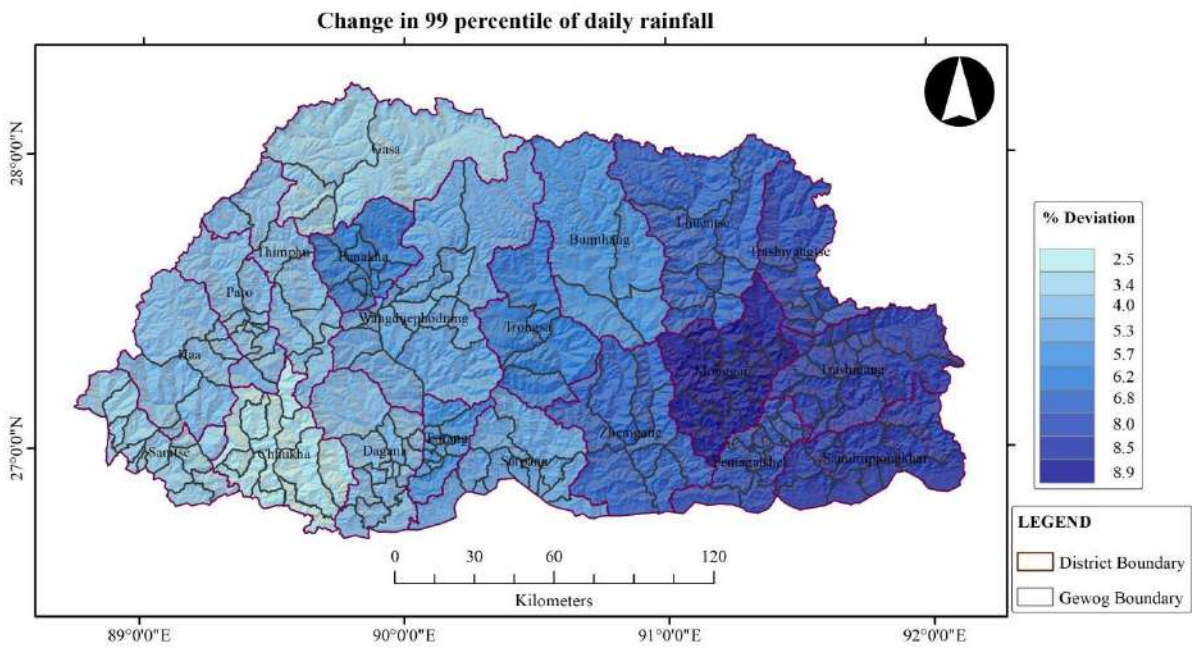 Change in 99 percentile of daily rainfall
28°0'0"N
27°0'0"N
Gasa
Thimphu
Punakha
Paro
Haa
Wangduephodrang
Trongsa
Bumthang
Lhuentse
Trashiyangtse
Monggar
Trashigang
Samtse
Chhukha
Dagana
Tsirang
Sarpang
Zhemgang
Pemagatshel
Samdrupjongkhar
0 30 60 120
Kilometers
89°0'0"E 90°0'0"E 91°0'0"E 92°0'0"E
% Deviation
2.5
3.4
4.0
5.3
5.7
6.2
6.8
8.0
8.5
8.9
LEGEND
District Boundary
Gewog Boundary